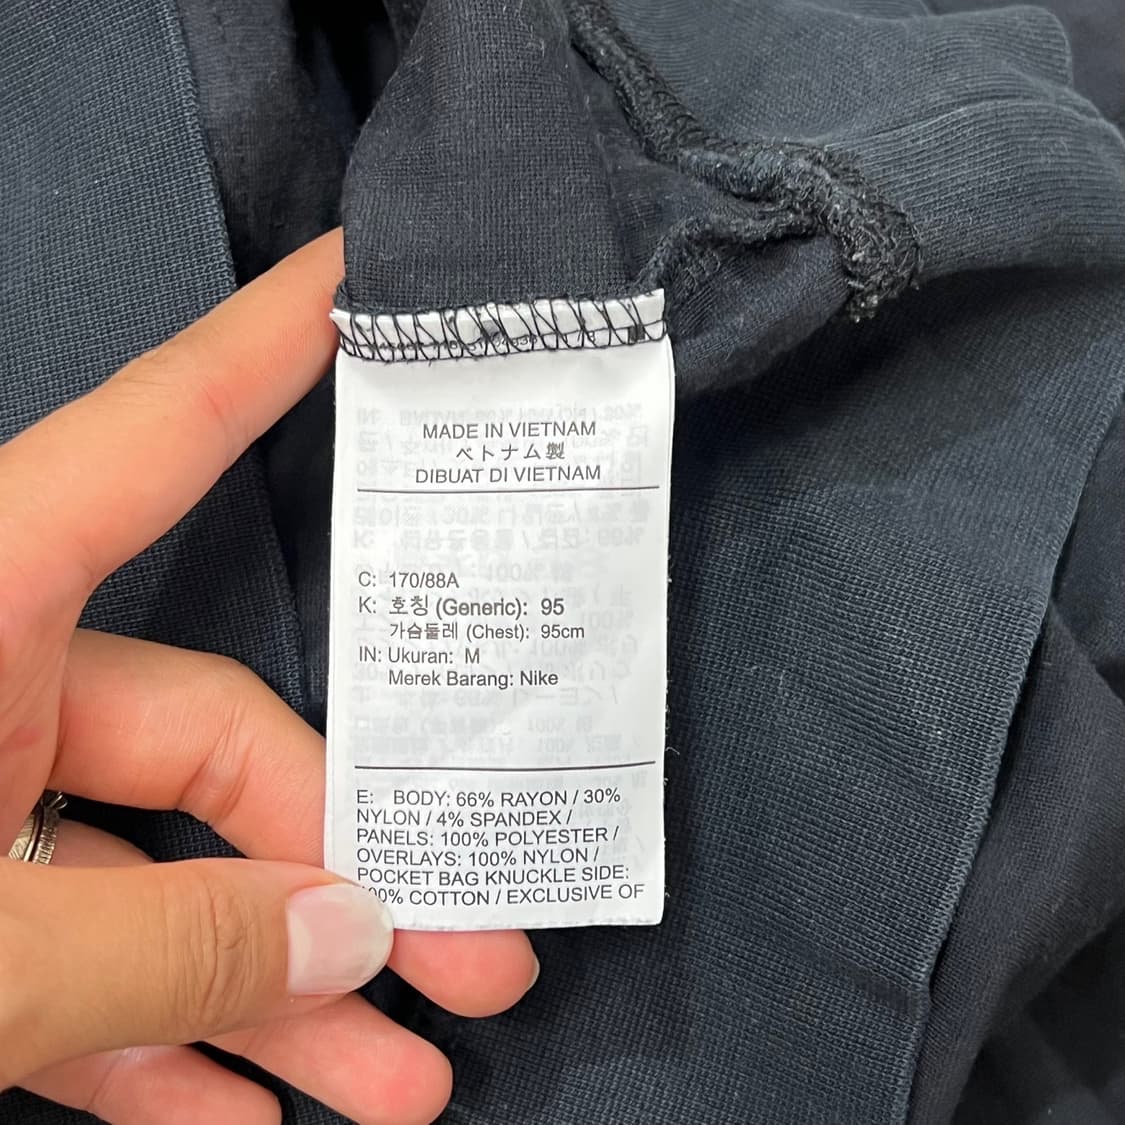 MADE IN VIETNAM
ベトナム製
DIBUAT DI VIETNAM
C: 170/88A
K: 호칭 (Generic): 95
가슴둘레 (Chest): 95cm
IN: Ukuran: M
Merek Barang: Nike
E: BODY: 66% RAYON / 30%
NYLON / 4% SPANDEX /
PANELS: 100% POLYESTER /
OVERLAYS: 100% NYLON /
POCKET BAG KNUCKLE SIDE:
100% COTTON / EXCLUSIVE OF